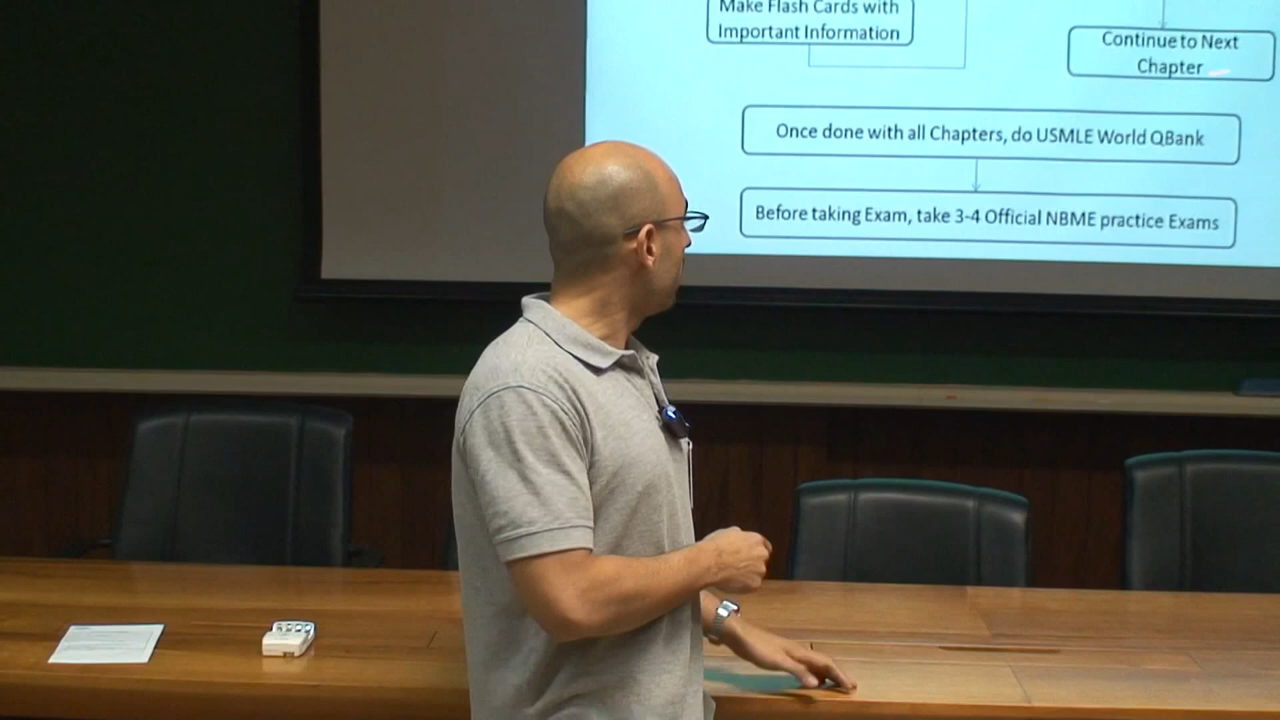 Make Flash Cards with
Important Information
Continue to Next
Chapter
Once done with all Chapters, do USMLE World QBank
Before taking Exam, take 3-4 Official NBME practice Exams